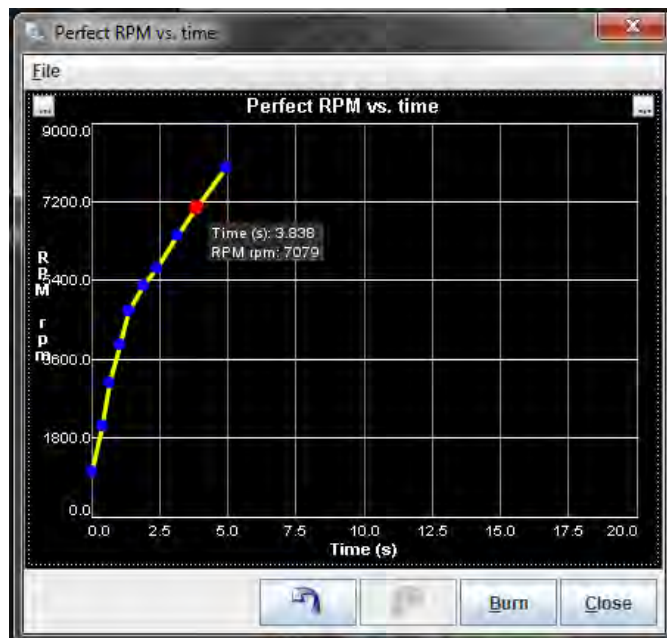 Perfect RPM vs. time
File
... Perfect RPM vs. time ...
9000.0
7200.0
5400.0
3600.0
1800.0
0.0
RPM rpm
Time (s): 3.838
RPM rpm: 7079
0.0 2.5 5.0 7.5 10.0 12.5 15.0 17.5 20.0
Time (s)
Burn Close